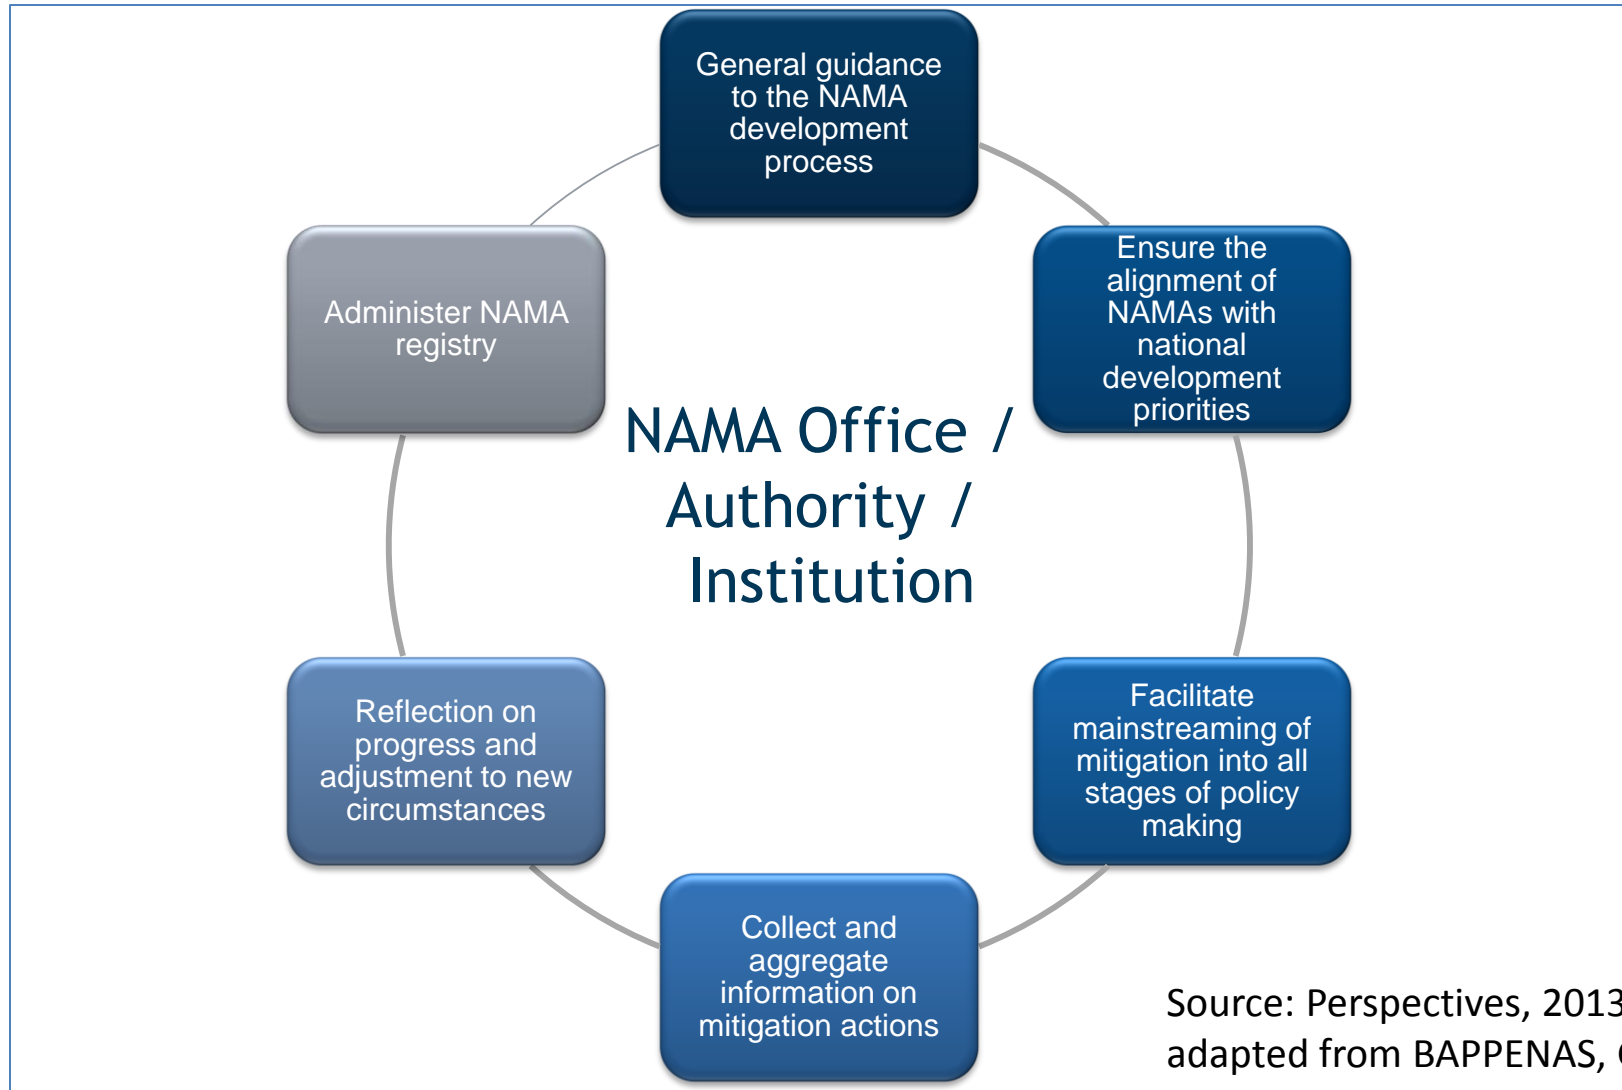 General guidance
to the NAMA
development
process
Ensure the
alignment of
NAMAs with
national
development
priorities
Administer NAMA
registry
NAMA Office /
Authority /
Institution
Facilitate
mainstreaming of
mitigation into all
stages of policy
making
Reflection on
progress and
adjustment to new
circumstances
Collect and
aggregate
information on
mitigation actions
Source: Perspectives, 2013
adapted from BAPPENAS,